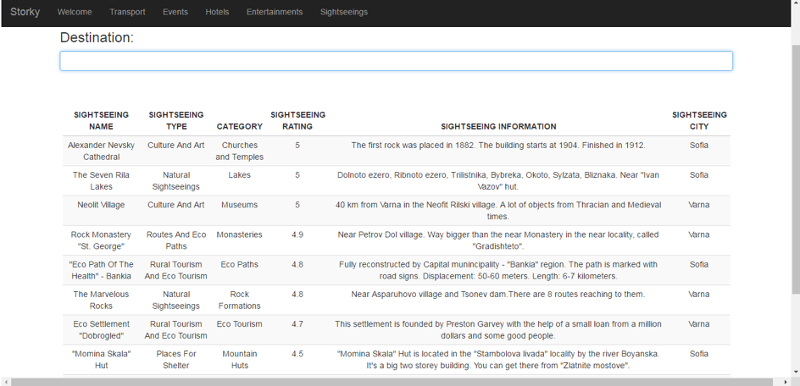 Storky Welcome Transport Events Hotels Entertainments Sightseeings
Destination:
SIGHTSEEING NAME SIGHTSEEING TYPE CATEGORY SIGHTSEEING RATING SIGHTSEEING INFORMATION SIGHTSEEING CITY
Alexander Nevsky Culture And Art Churches 5 The first rock was placed in 1882. The building starts at 1904. Finished in 1912. Sofia
Cathedral and Temples
The Seven Rila Natural Lakes 5 Dolnoto ezero, Ribnoto ezero, Trilistnika, Bybreka, Okoto, Sylzata, Bliznaka. Near "Ivan Sofia
Lakes Sightseeings Vazov" hut.
Neolit Village Culture And Art Museums 5 40 km from Varna in the Neofit Rilski village. A lot of objects from Thracian and Medieval Varna
times.
Rock Monastery Routes And Eco Monasteries 4.9 Near Petrov Dol village. Way bigger than the near Monastery in the near locality, called Varna
"St. George" Paths "Gradishteto".
"Eco Path Of The Rural Tourism Eco Paths 4.8 Fully reconstructed by Capital munincipality - "Bankia" region. The path is marked with Sofia
Health" - Bankia And Eco Tourism road signs. Displacement: 50-60 meters. Length: 6-7 kilometers.
The Marvelous Natural Rock 4.8 Near Asparuhovo village and Tsonev dam.There are 8 routes reaching to them. Varna
Rocks Sightseeings Formations
Eco Settlement Rural Tourism Eco Tourism 4.7 This settlement is founded by Preston Garvey with the help of a small loan from a million Varna
"Dobrogled" And Eco Tourism dollars and some good people.
"Momina Skala" Places For Mountain 4.5 "Momina Skala" Hut is located in the "Stambolova livada" locality by the river Boyanska. Sofia
Hut Shelter Huts It's a big two storey building. You can get there from "Zlatnite mostove".